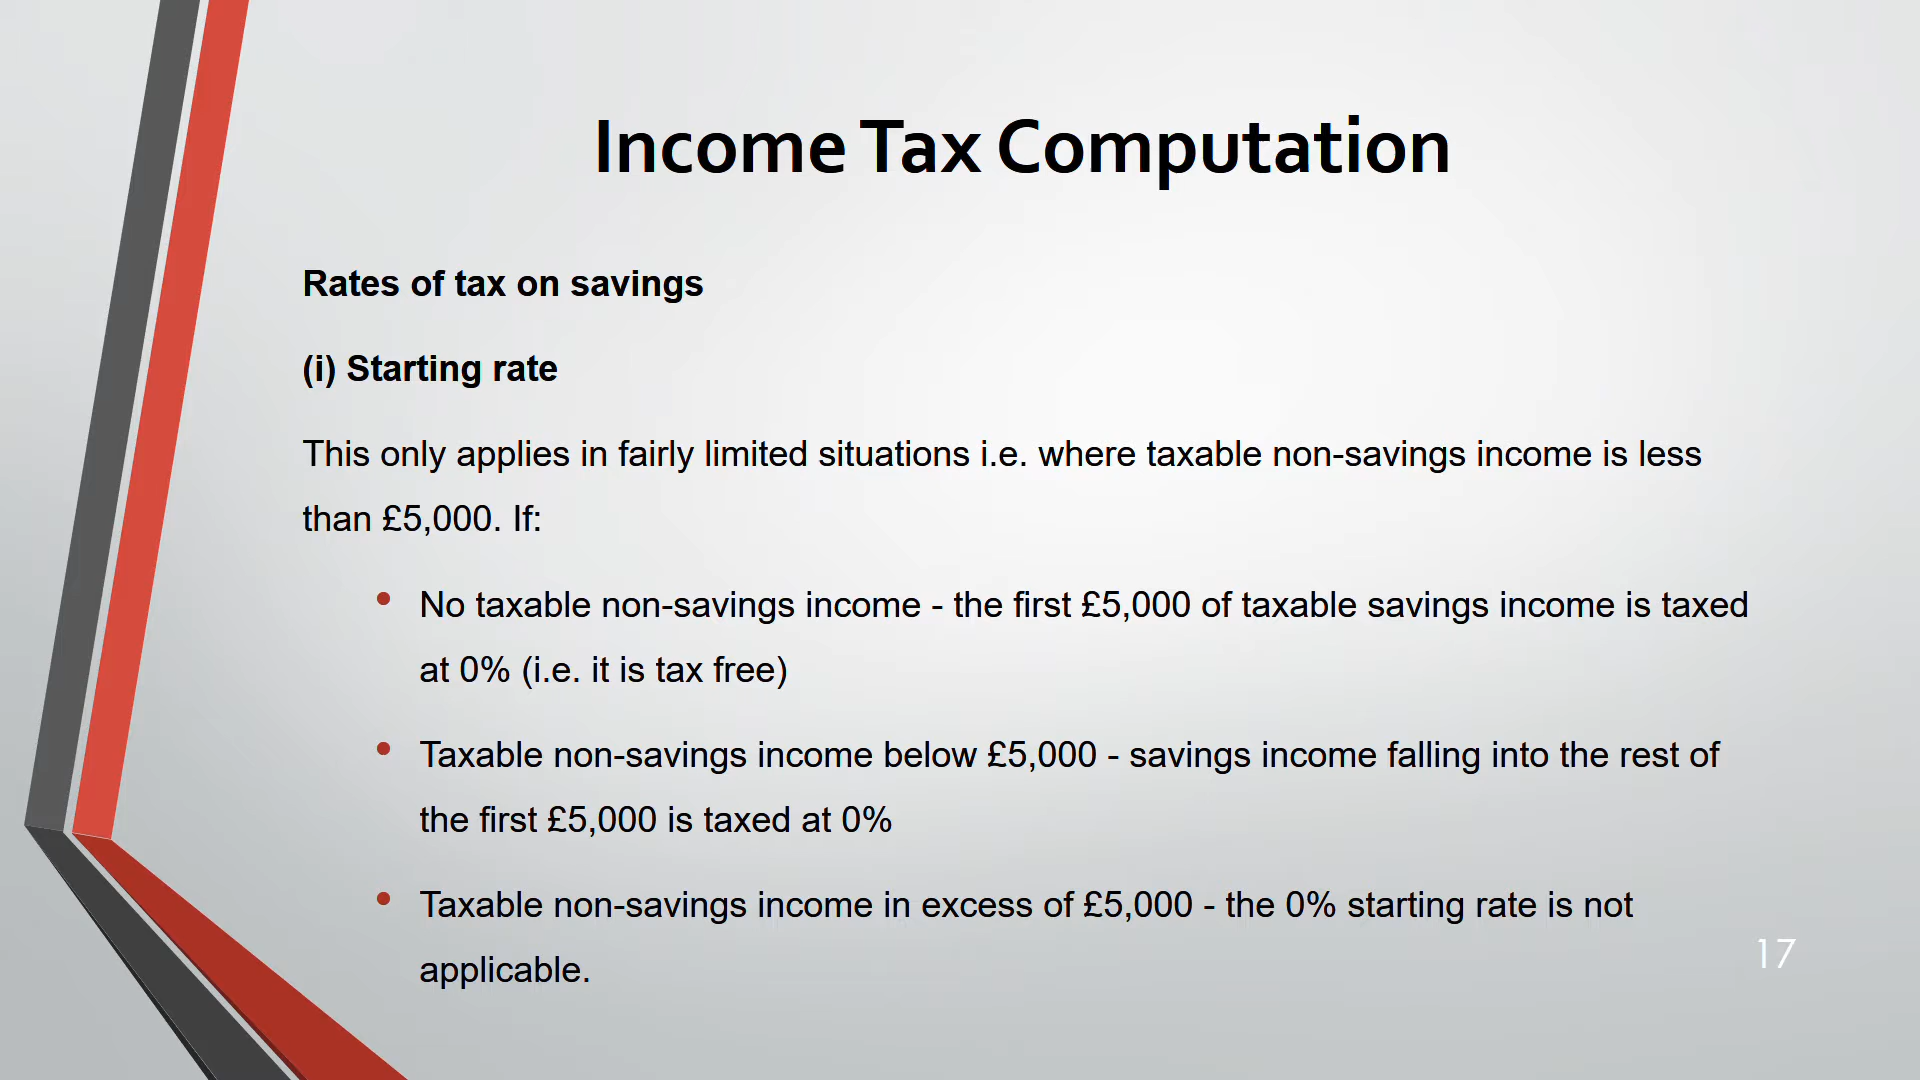 Income Tax Computation
Rates of tax on savings
(i) Starting rate
This only applies in fairly limited situations i.e. where taxable non-savings income is less
than £5,000. If:
• No taxable non-savings income - the first £5,000 of taxable savings income is taxed
at 0% (i.e. it is tax free)
• Taxable non-savings income below £5,000 - savings income falling into the rest of
the first £5,000 is taxed at 0%
• Taxable non-savings income in excess of £5,000 - the 0% starting rate is not
applicable.
17